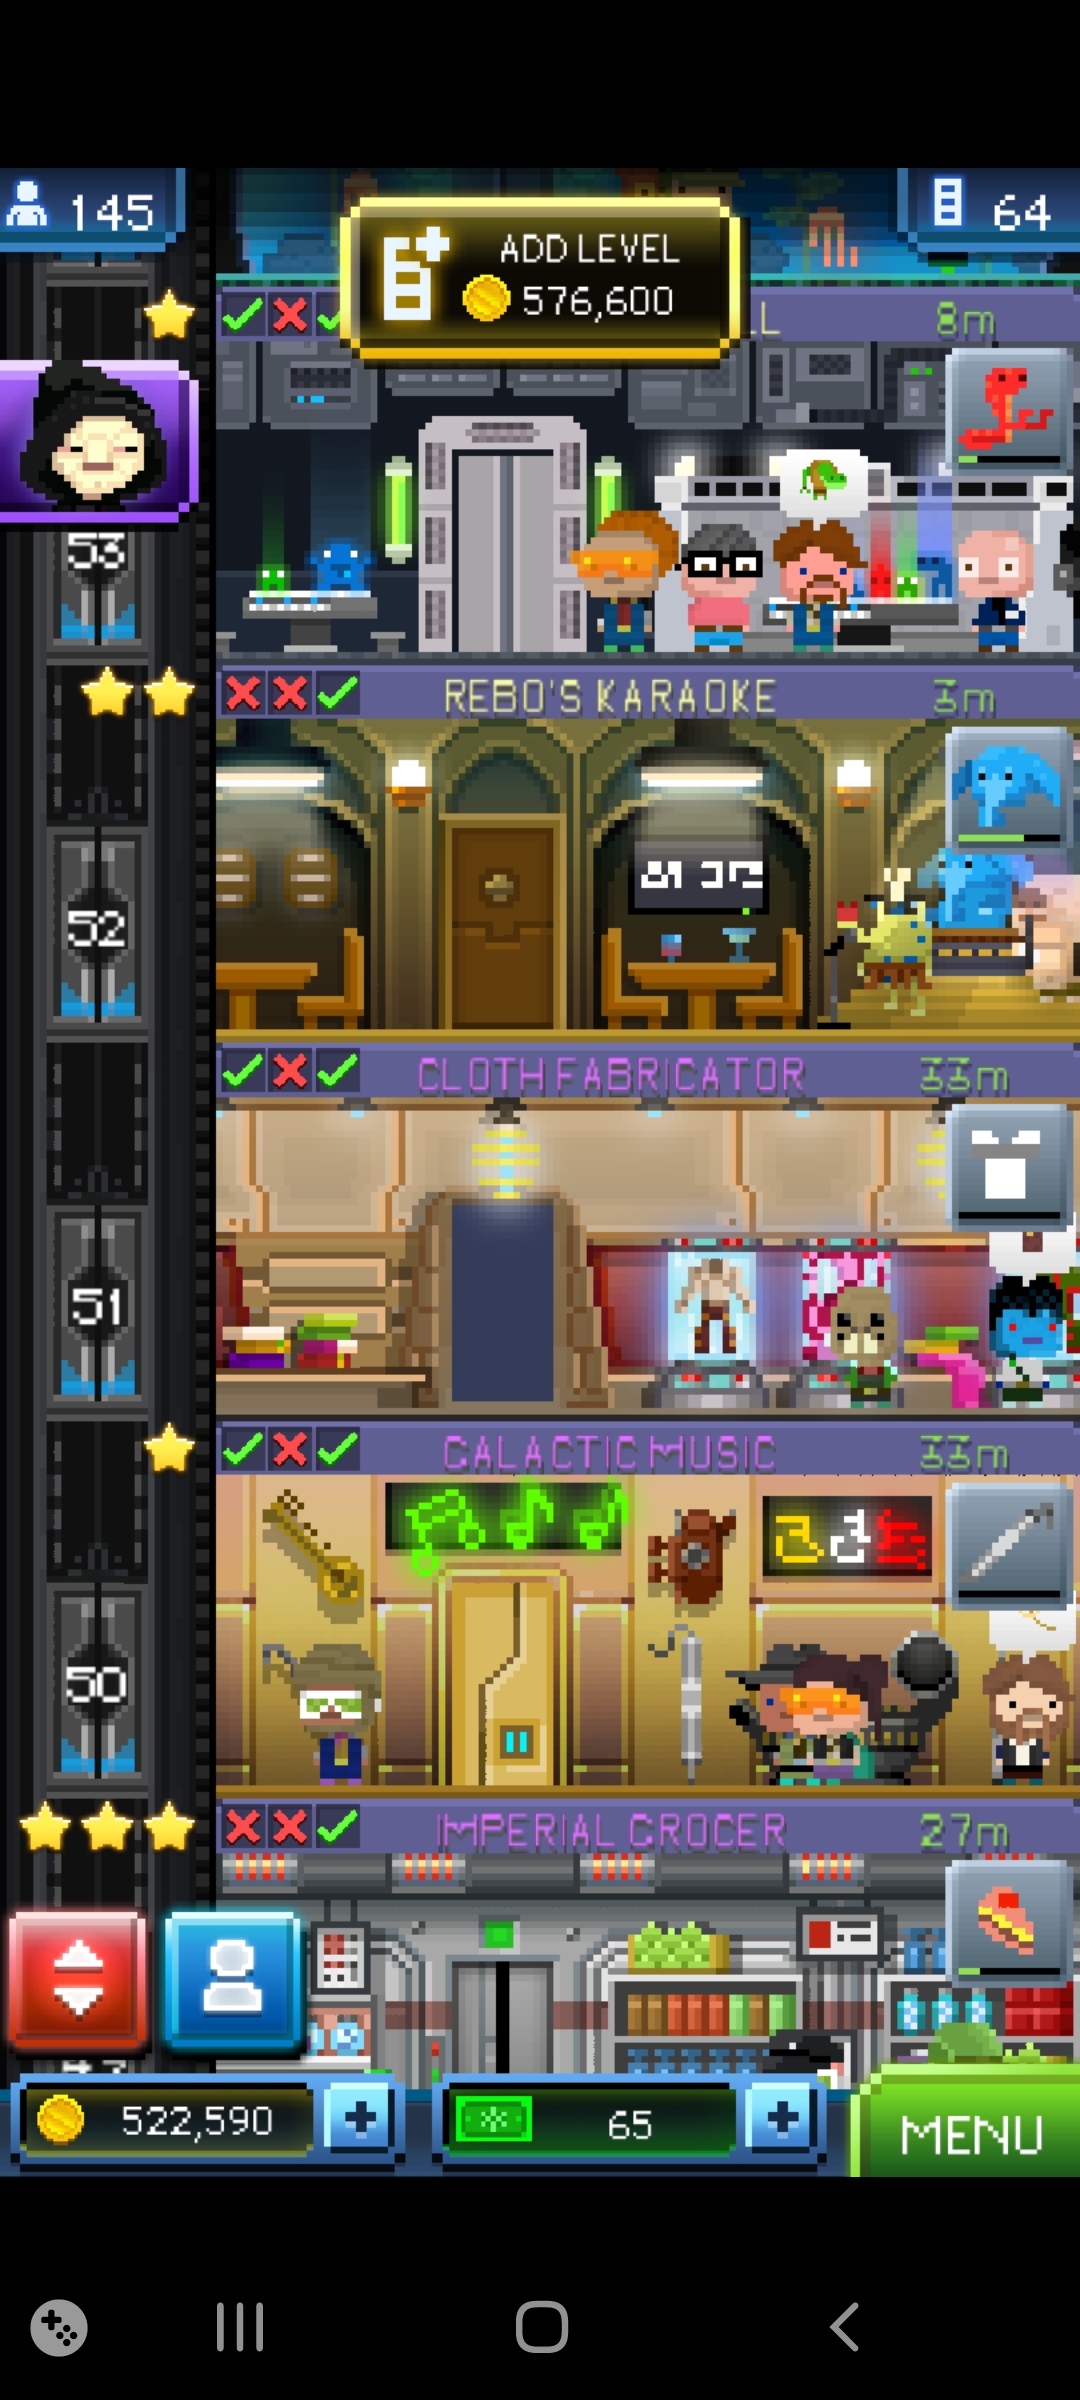 145
ADD LEVEL
576,600
64
LL
8m
53
REBO'S KARAOKE
3m
52
CLOTH FABRICATOR
33m
51
GALACTIC MUSIC
33m
50
IMPERIAL GROCER
27m
522,590
65
MENU